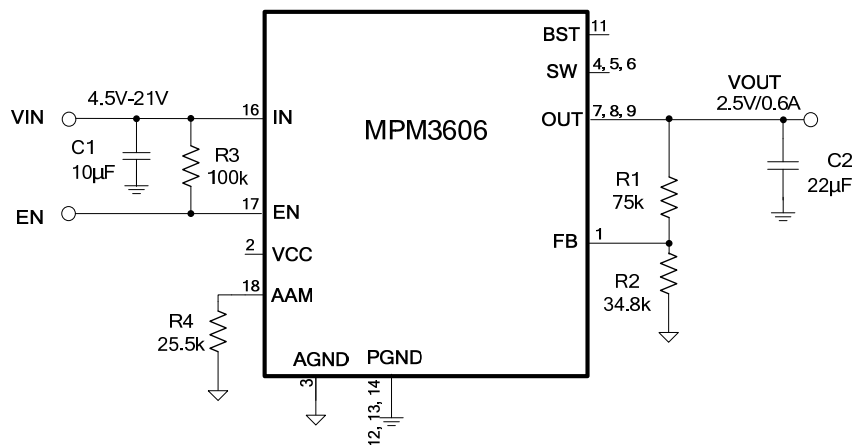 BST
11
SW
4, 5, 6
VOUT
2.5V/0.6A
OUT
7, 8, 9
VIN
4.5V-21V
16
IN
MPM3606
C1
10µF
R3
100k
R1
75k
C2
22µF
EN
17
EN
FB
1
2
VCC
R2
34.8k
18
AAM
R4
25.5k
AGND
PGND
3
12, 13, 14